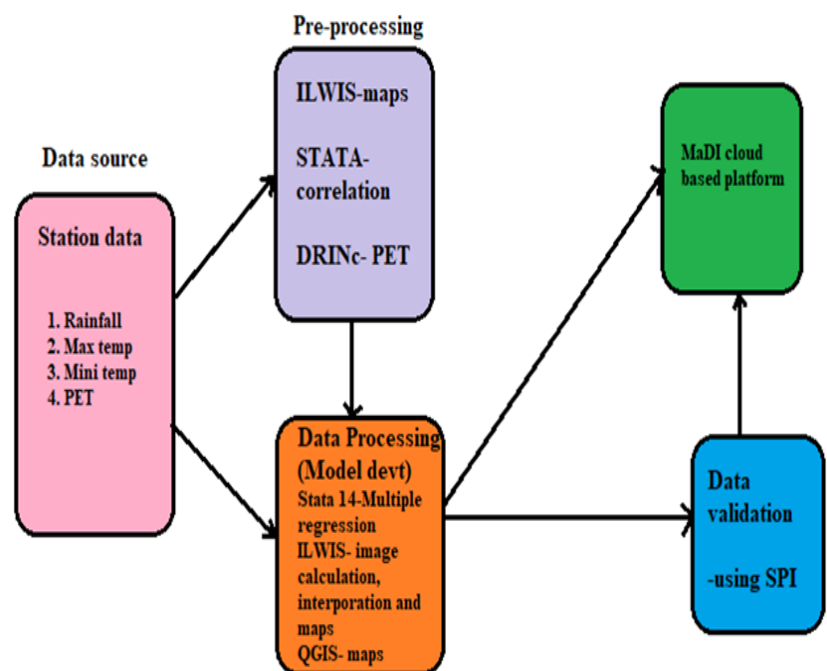 Data source
Station data
1. Rainfall
2. Max temp
3. Mini temp
4. PET
Pre-processing
ILWIS-maps
STATA-
correlation
DRINc- PET
Data Processing
(Model devt)
Stata 14-Multiple
regression
ILWIS- image
calculation,
interporation and
maps
QGIS- maps
MaDI cloud
based platform
Data
validation
-using SPI